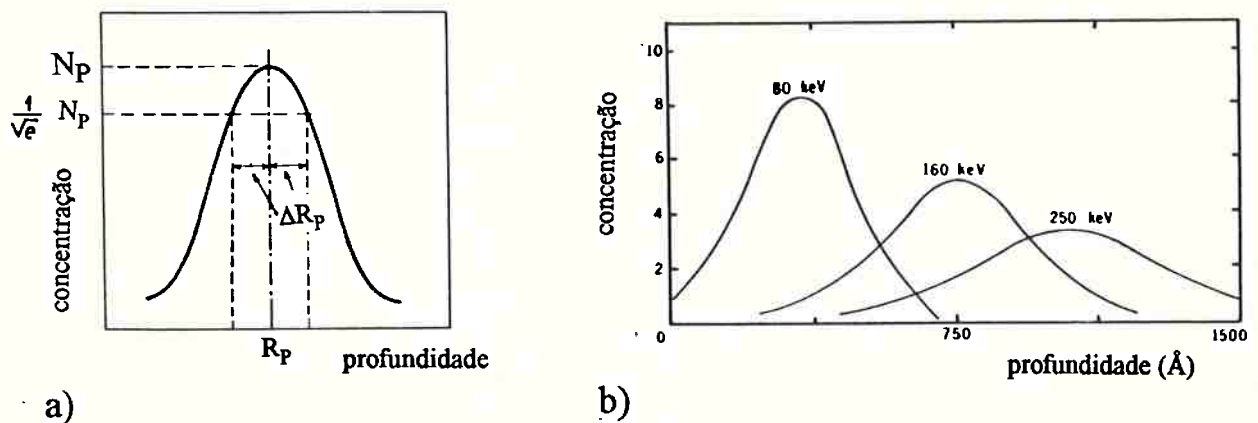 N_P
1/√e N_P
concentração
ΔR_P
R_P
profundidade
a)
10
8
6
4
2
0
80 keV
160 keV
250 keV
concentração
750
1500
profundidade (Å)
b)